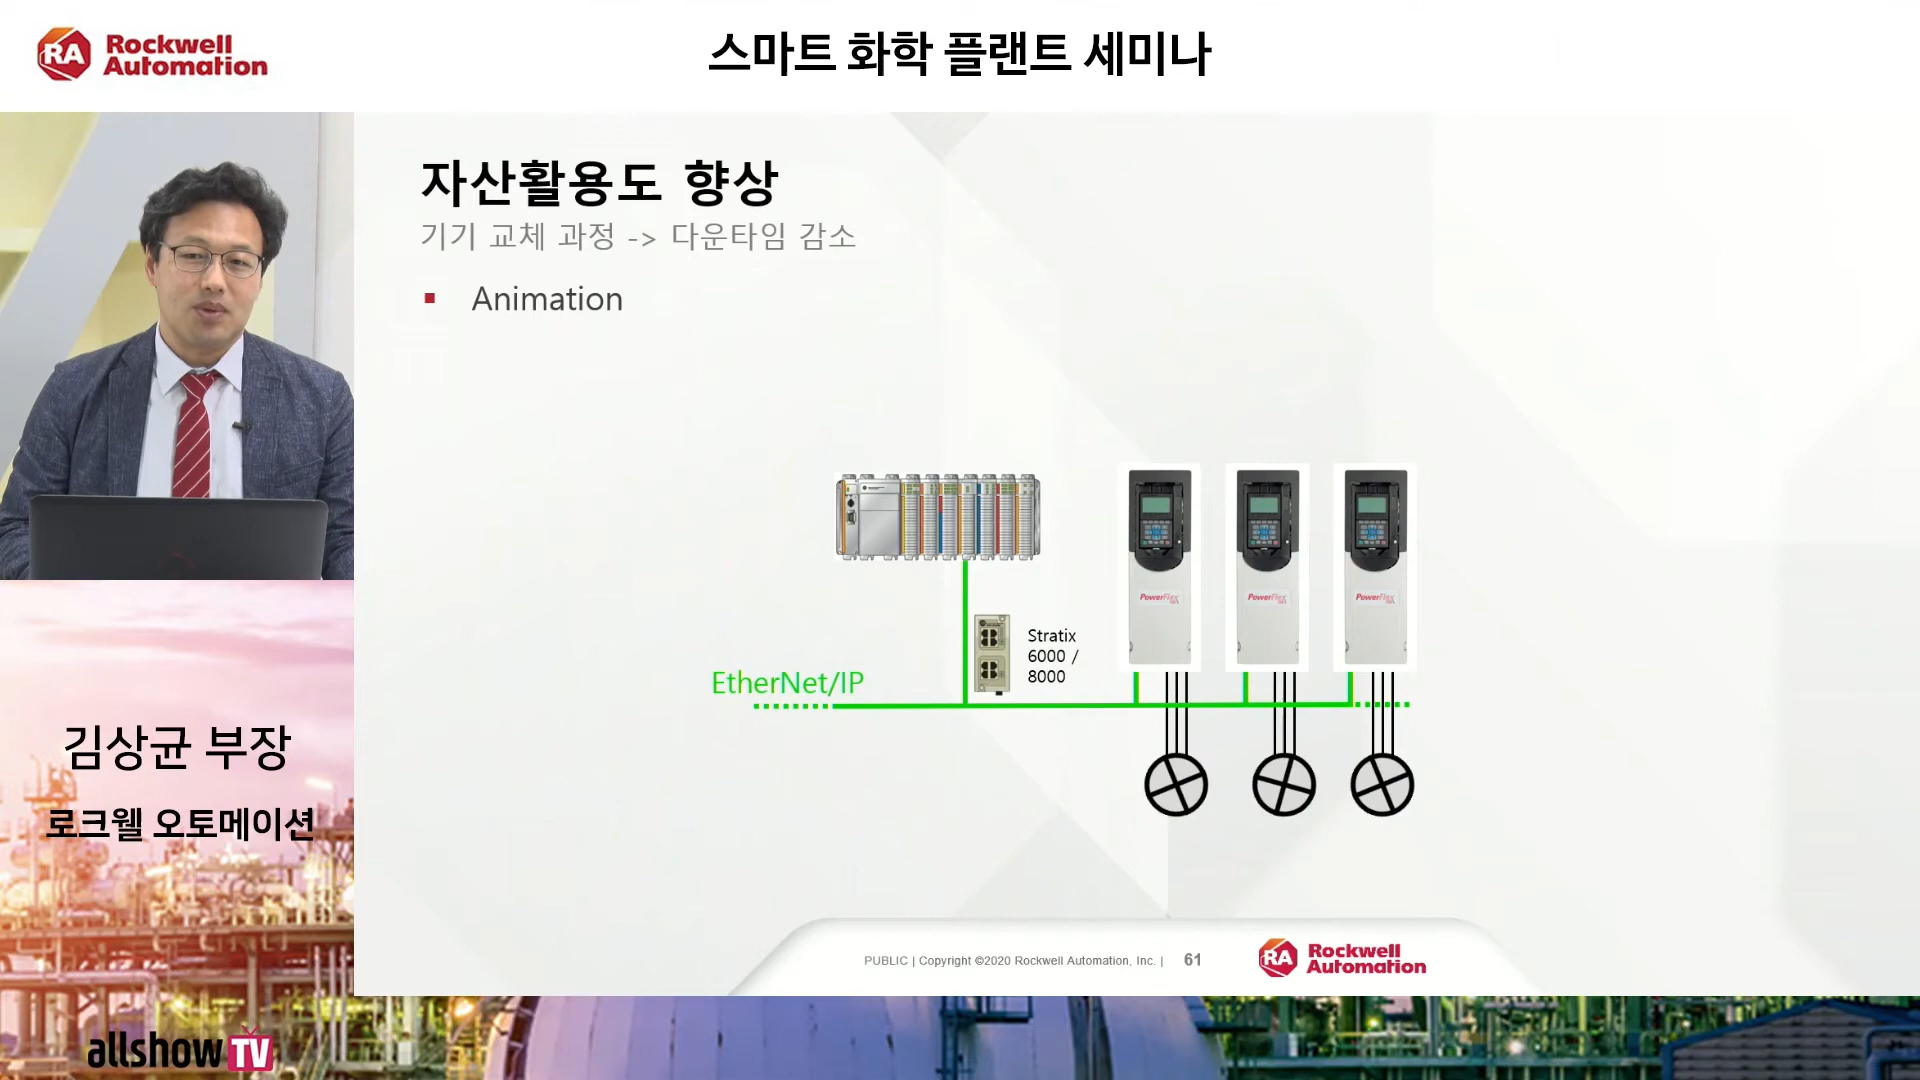 Rockwell
Automation
스마트 화학 플랜트 세미나
자산활용도 향상
기기 교체 과정 -> 다운타임 감소
▪ Animation
Stratix
6000 /
8000
EtherNet/IP
PowerFlex
PowerFlex
PowerFlex
김상균 부장
로크웰 오토메이션
PUBLIC | Copyright ©2020 Rockwell Automation, Inc. | 61
Rockwell
Automation
allshow TV